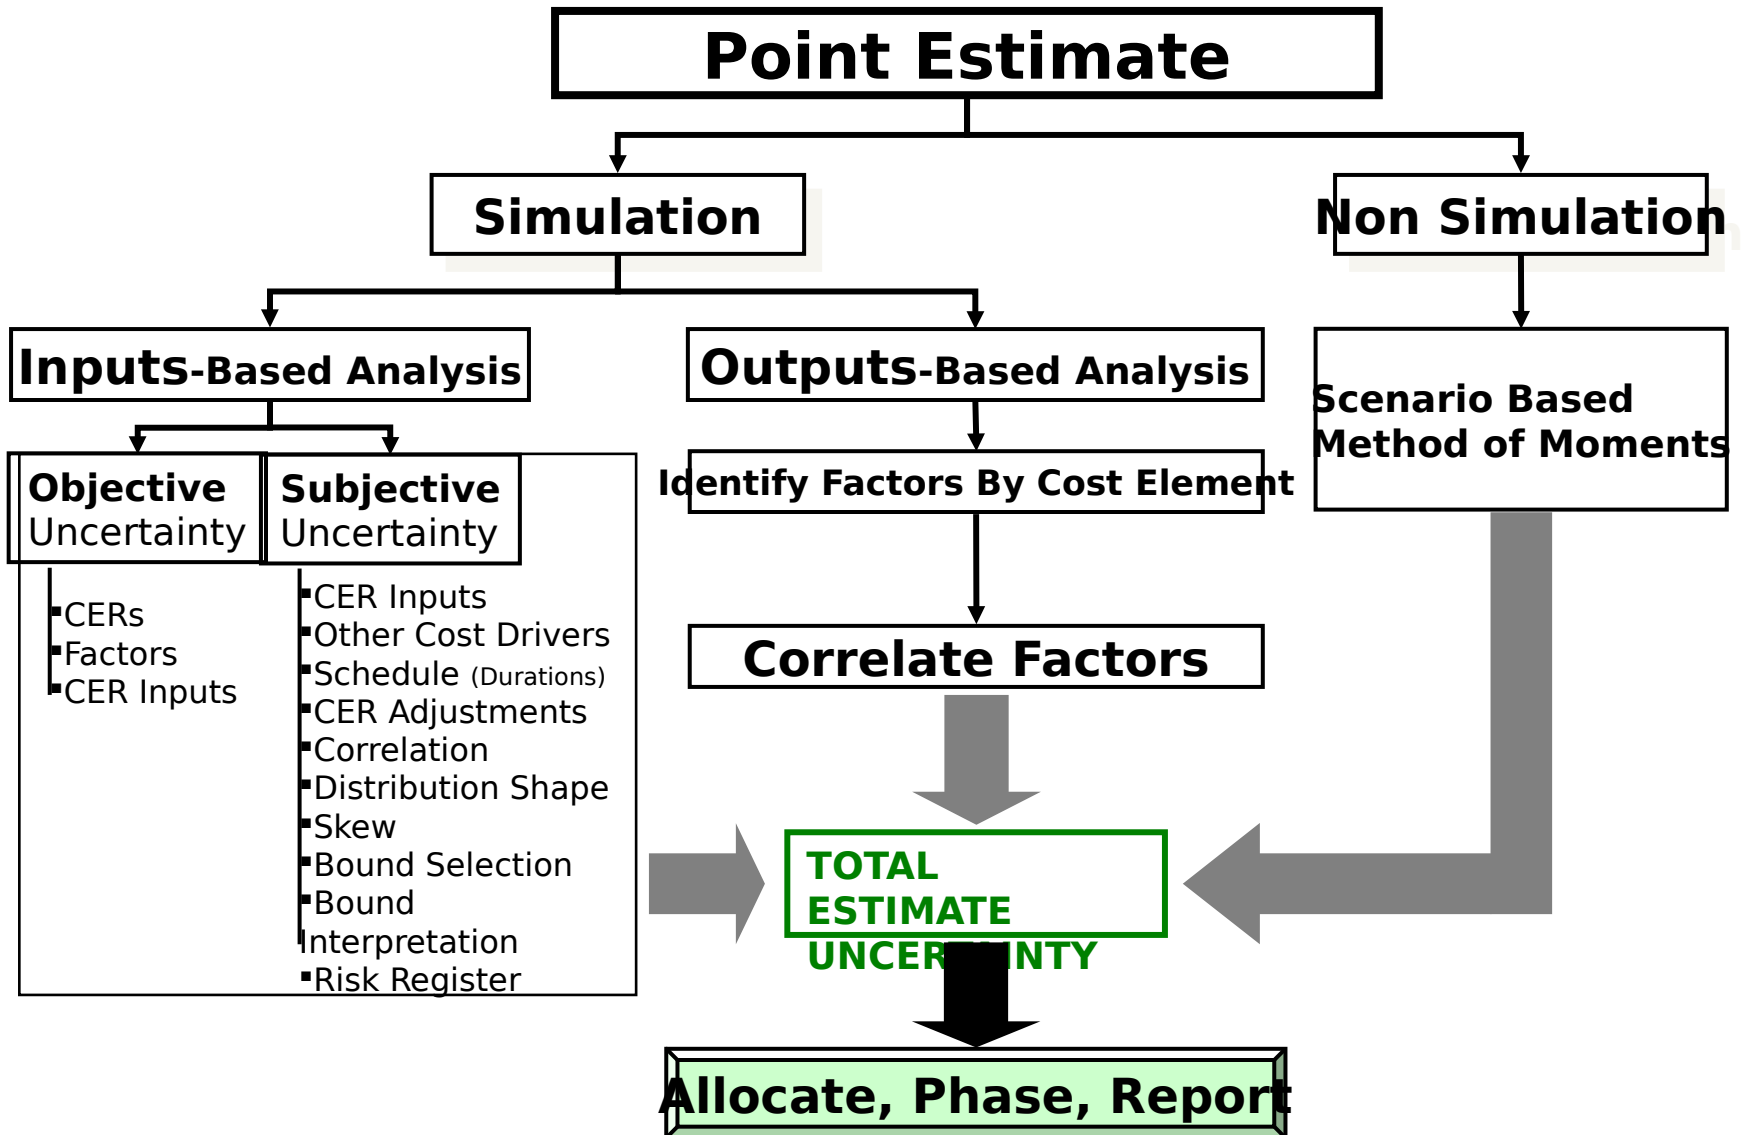 Point Estimate
Simulation
Non Simulation
Inputs-Based Analysis
Outputs-Based Analysis
Scenario Based
Method of Moments
Identify Factors By Cost Element
Objective
Uncertainty
Subjective
Uncertainty
▪CERs
▪Factors
▪CER Inputs
▪CER Inputs
▪Other Cost Drivers
▪Schedule (Durations)
▪CER Adjustments
▪Correlation
▪Distribution Shape
▪Skew
▪Bound Selection
▪Bound
Interpretation
▪Risk Register
Correlate Factors
TOTAL
ESTIMATE
UNCERTAINTY
Allocate, Phase, Report